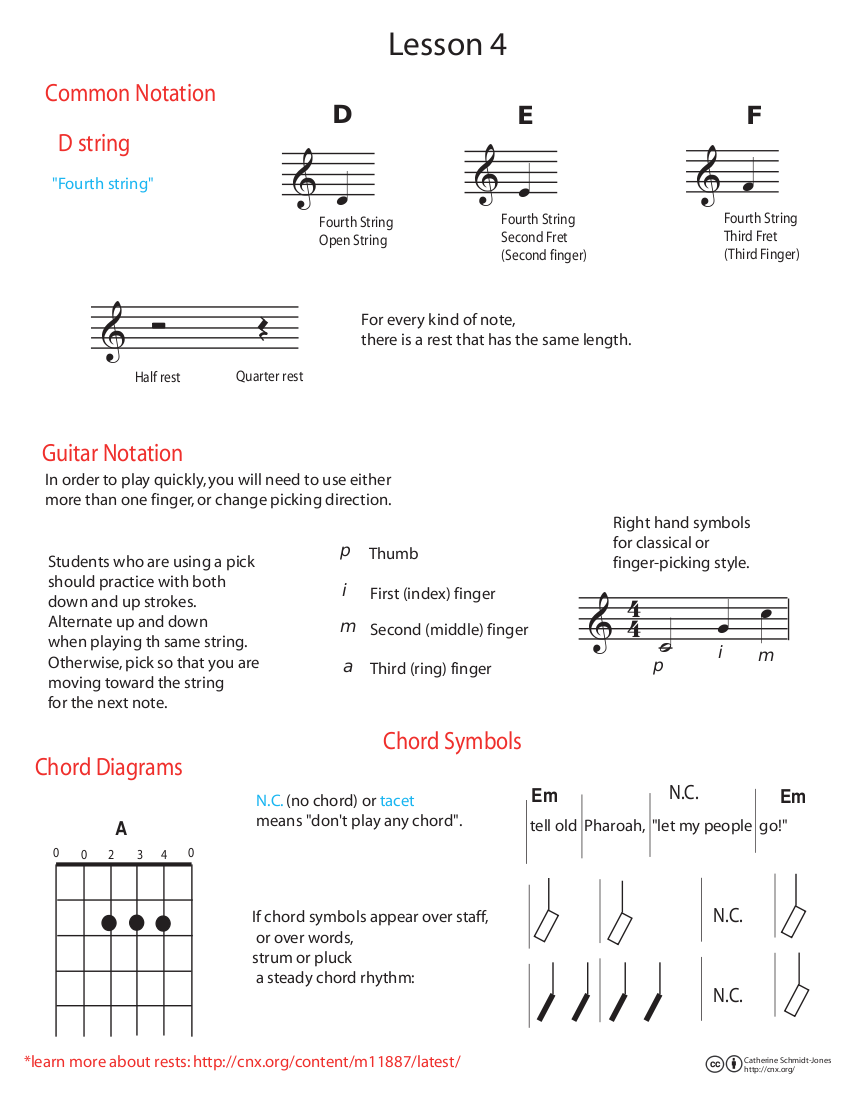 Lesson 4
Common Notation
D string
"Fourth string"
D
Fourth String
Open String
E
Fourth String
Second Fret
(Second finger)
F
Fourth String
Third Fret
(Third Finger)
Half rest
Quarter rest
For every kind of note,
there is a rest that has the same length.
Guitar Notation
In order to play quickly, you will need to use either
more than one finger, or change picking direction.
Students who are using a pick
should practice with both
down and up strokes.
Alternate up and down
when playing th same string.
Otherwise, pick so that you are
moving toward the string
for the next note.
p Thumb
i First (index) finger
m Second (middle) finger
a Third (ring) finger
Right hand symbols
for classical or
finger-picking style.
4
4
p i m
Chord Symbols
Chord Diagrams
A
0 0 2 3 4 0
N.C. (no chord) or tacet
means "don't play any chord".
If chord symbols appear over staff,
or over words,
strum or pluck
a steady chord rhythm:
Em N.C. Em
tell old Pharoah, "let my people go!"
N.C.
N.C.
*learn more about rests: http://cnx.org/content/m11887/latest/
cc
Catherine Schmidt-Jones
http://cnx.org/